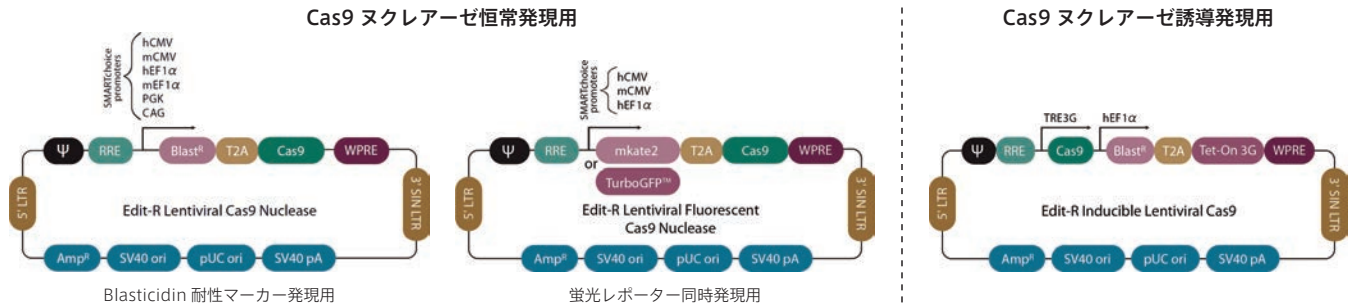 Cas9 ヌクレアーゼ恒常発現用
SMARTchoice
promoters
hCMV
mCMV
hEF1α
mEF1α
PGK
CAG
Ψ
RRE
Blastᴿ
T2A
Cas9
WPRE
5' LTR
3' SIN LTR
Edit-R Lentiviral Cas9 Nuclease
Ampᴿ
SV40 ori
pUC ori
SV40 pA
Blasticidin 耐性マーカー発現用
SMARTchoice
promoters
hCMV
mCMV
hEF1α
Ψ
RRE
or
mkate2
TurboGFP™
T2A
Cas9
WPRE
5' LTR
3' SIN LTR
Edit-R Lentiviral Fluorescent
Cas9 Nuclease
Ampᴿ
SV40 ori
pUC ori
SV40 pA
蛍光レポーター同時発現用
Cas9 ヌクレアーゼ誘導発現用
TRE3G
hEF1α
Ψ
RRE
Cas9
Blastᴿ
T2A
Tet-On 3G
WPRE
5' LTR
3' SIN LTR
Edit-R Inducible Lentiviral Cas9
Ampᴿ
SV40 ori
pUC ori
SV40 pA